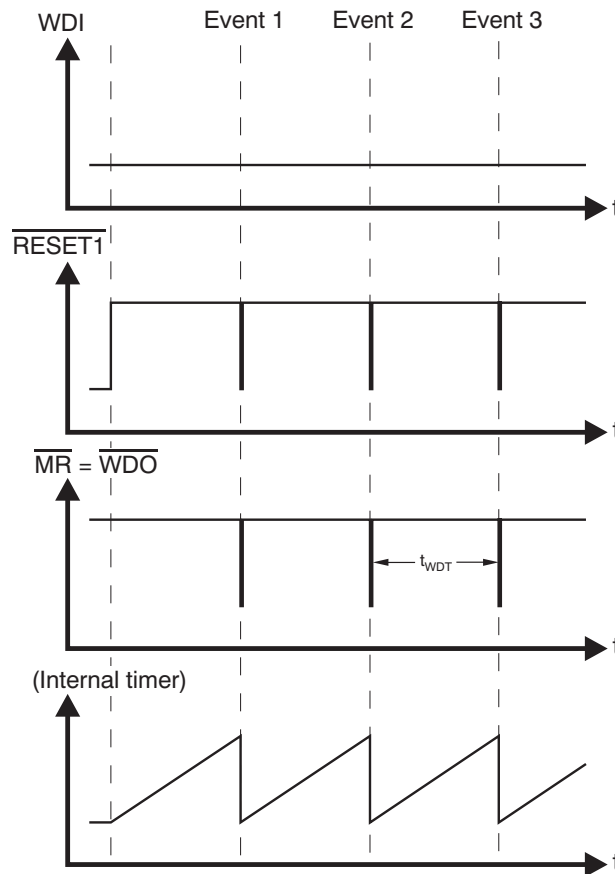 WDI Event 1 Event 2 Event 3
t
RESET1
t
MR = WDO
tWDT
t
(Internal timer)
t